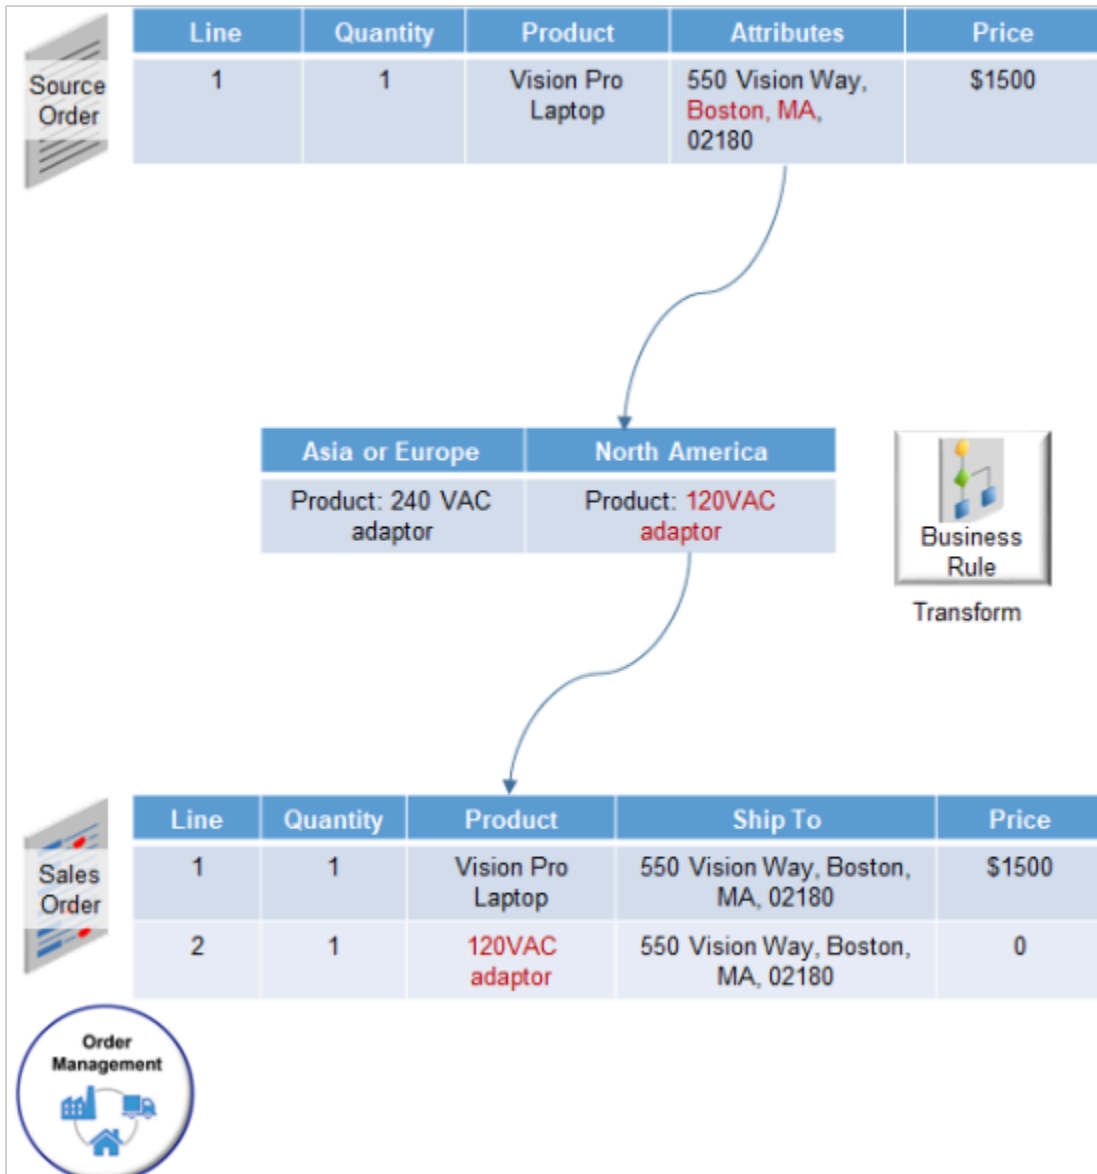 Line Quantity Product Attributes Price
Source
Order
1 1 Vision Pro
Laptop
550 Vision Way,
Boston, MA,
02180
$1500
Asia or Europe North America
Product: 240 VAC
adaptor
Product: 120VAC
adaptor
Business
Rule
Transform
Line Quantity Product Ship To Price
Sales
Order
1 1 Vision Pro
Laptop
550 Vision Way, Boston,
MA, 02180
$1500
2 1 120VAC
adaptor
550 Vision Way, Boston,
MA, 02180
0
Order
Management